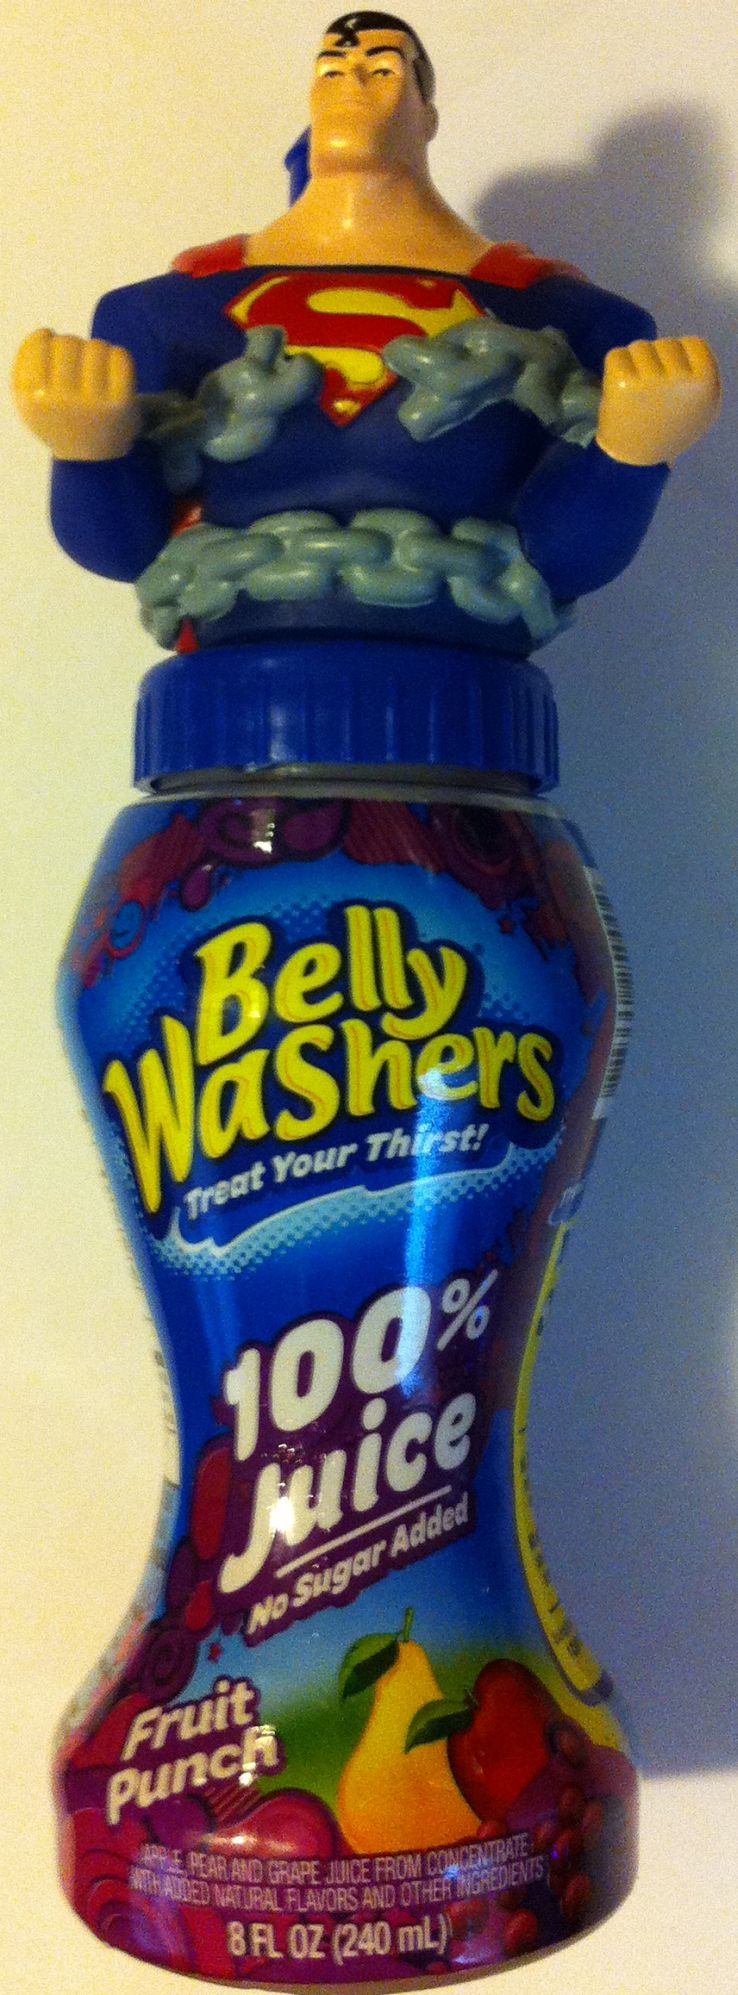 S
Belly
Washers
Treat Your Thirst!
100%
Juice
No Sugar Added
Fruit
Punch
APPLE, PEAR AND GRAPE JUICE FROM CONCENTRATE
WITH ADDED NATURAL FLAVORS AND OTHER INGREDIENTS
8 FL OZ (240 mL)